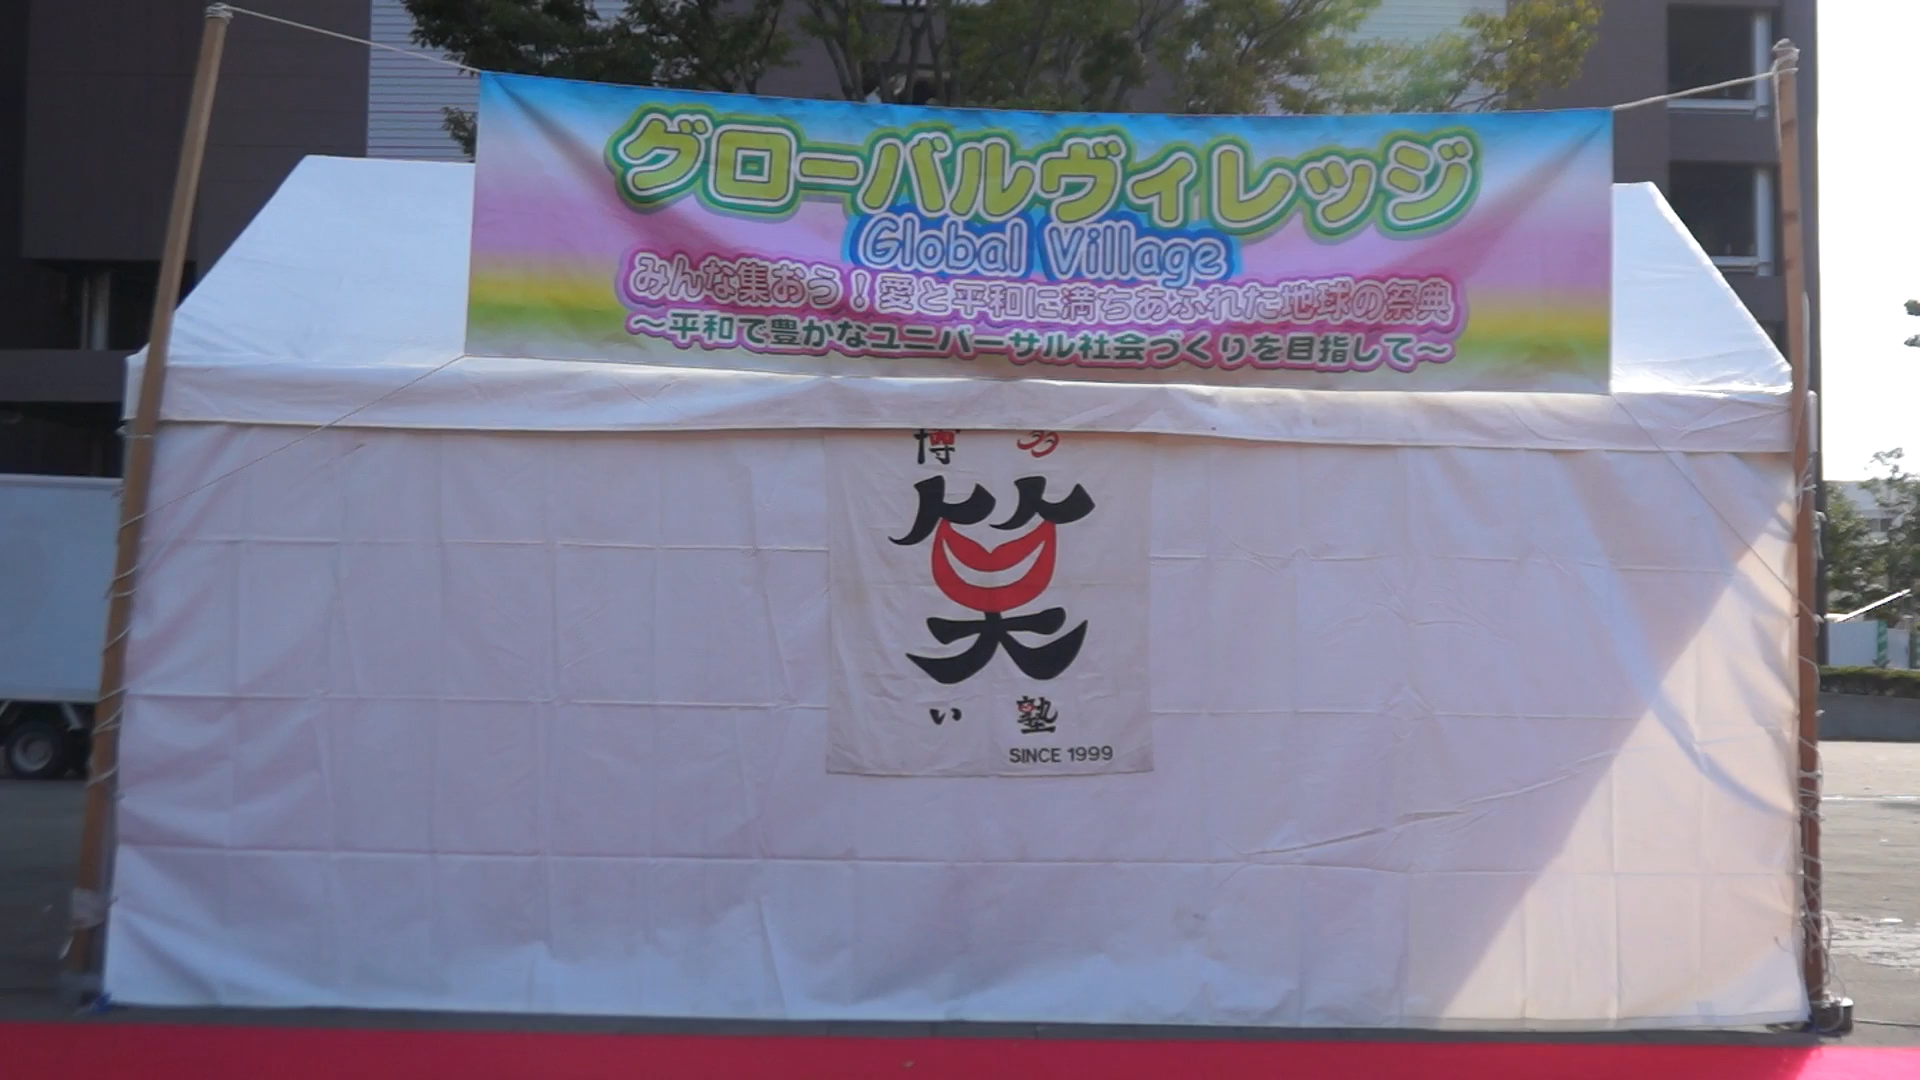 グローバルヴィレッジ
Global Village
みんな集おう！愛と平和に満ちあふれた地球の祭典
～平和で豊かなユニバーサル社会づくりを目指して～
博多
笑
い塾
SINCE 1999